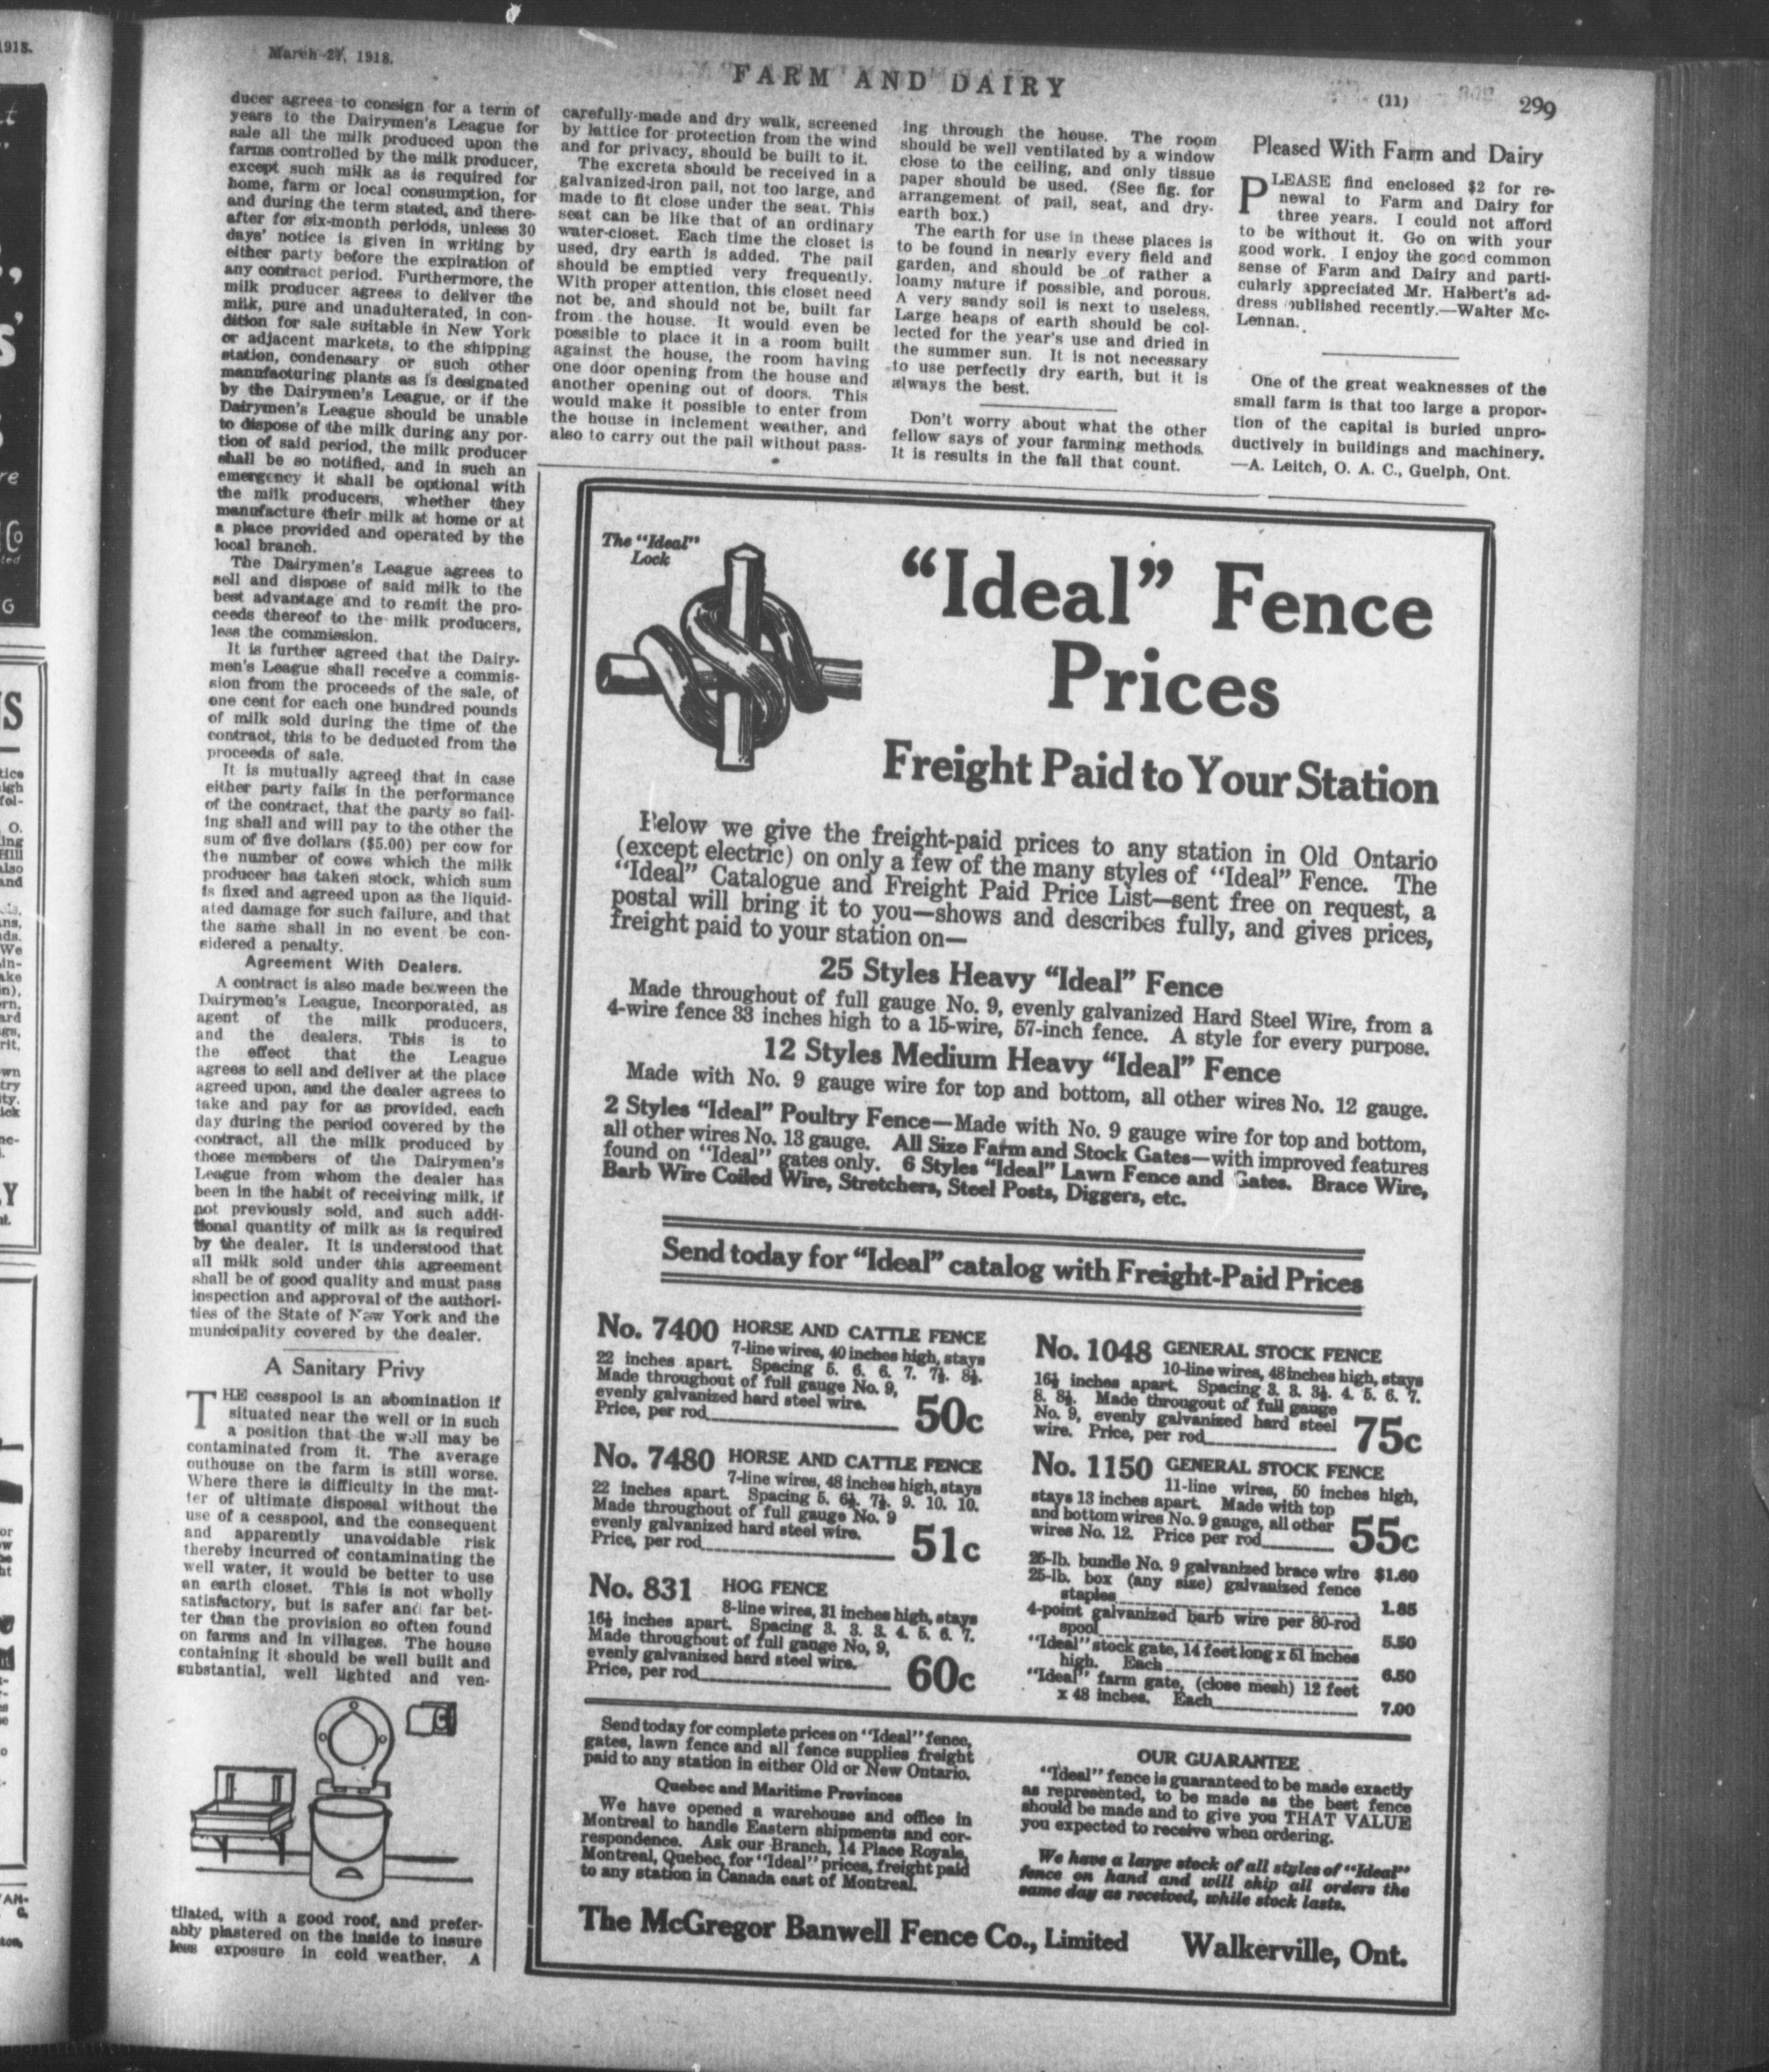 March 27, 1918.
FARM AND DAIRY
(11)
299
ducer agrees to consign for a term of
years to the Dairymen's League for
sale all the milk produced upon the
farms controlled by the milk producer,
except such milk as is required for
home, farm or local consumption, for
and during the term stated, and there-
after for six-month periods, unless 30
days' notice is given in writing by
either party before the expiration of
any contract period. Furthermore, the
milk producer agrees to deliver the
milk, pure and unadulterated, in con-
dition for sale suitable in New York
or adjacent markets, to the shipping
station, condensary or such other
manufacturing plants as is designated
by the Dairymen's League, or if the
Dairymen's League should be unable
to dispose of the milk during any por-
tion of said period, the milk producer
shall be so notified, and in such an
emergency it shall be optional with
the milk producers, whether they
manufacture their milk at home or at
a place provided and operated by the
local branch.
The Dairymen's League agrees to
sell and dispose of said milk to the
best advantage and to remit the pro-
ceeds thereof to the milk producers,
less the commission.
It is further agreed that the Dairy-
men's League shall receive a commis-
sion from the proceeds of the sale, of
one cent for each one hundred pounds
of milk sold during the time of the
contract, this to be deducted from the
proceeds of sale.
It is mutually agreed that in case
either party fails in the performance
of the contract, that the party so fail-
ing shall and will pay to the other the
sum of five dollars ($5.00) per cow for
the number of cows which the milk
producer has taken stock, which sum
is fixed and agreed upon as the liquid-
ated damage for such failure, and that
the same shall in no event be con-
sidered a penalty.
Agreement With Dealers.
A contract is also made between the
Dairymen's League, Incorporated, as
agent of the milk producers,
and the dealers. This is to
the effect that the League
agrees to sell and deliver at the place
agreed upon, and the dealer agrees to
take and pay for as provided, each
day during the period covered by the
contract, all the milk produced by
those members of the Dairymen's
League from whom the dealer has
been in the habit of receiving milk, if
not previously sold, and such addi-
tional quantity of milk as is required
by the dealer. It is understood that
all milk sold under this agreement
shall be of good quality and must pass
inspection and approval of the authori-
ties of the State of New York and the
municipality covered by the dealer.
A Sanitary Privy
THE cesspool is an abomination if
situated near the well or in such
a position that the well may be
contaminated from it. The average
outhouse on the farm is still worse.
Where there is difficulty in the mat-
ter of ultimate disposal without the
use of a cesspool, and the consequent
and apparently unavoidable risk
thereby incurred of contaminating the
well water, it would be better to use
an earth closet. This is not wholly
satisfactory, but is safer and far bet-
ter than the provision so often found
on farms and in villages. The house
containing it should be well built and
substantial, well lighted and ven-
tilated, with a good roof, and prefer-
ably plastered on the inside to insure
less exposure in cold weather. A
carefully-made and dry walk, screened
by lattice for protection from the wind
and for privacy, should be built to it.
The excreta should be received in a
galvanized-iron pail, not too large, and
made to fit close under the seat. This
seat can be like that of an ordinary
water-closet. Each time the closet is
used, dry earth is added. The pail
should be emptied very frequently.
With proper attention, this closet need
not be, and should not be, built far
from the house. It would even be
possible to place it in a room built
against the house, the room having
one door opening from the house and
another opening out of doors. This
would make it possible to enter from
the house in inclement weather, and
also to carry out the pail without pass-
ing through the house. The room
should be well ventilated by a window
close to the ceiling, and only tissue
paper should be used. (See fig. for
arrangement of pail, seat, and dry-
earth box.)
The earth for use in these places is
to be found in nearly every field and
garden, and should be of rather a
loamy nature if possible, and porous.
A very sandy soil is next to useless.
Large heaps of earth should be col-
lected for the year's use and dried in
the summer sun. It is not necessary
to use perfectly dry earth, but it is
always the best.
Don't worry about what the other
fellow says of your farming methods.
It is results in the fall that count.
Pleased With Farm and Dairy
PLEASE find enclosed $2 for re-
newal to Farm and Dairy for
three years. I could not afford
to be without it. Go on with your
good work. I enjoy the good common
sense of Farm and Dairy and parti-
cularly appreciated Mr. Halbert's ad-
dress published recently.—Walter Mc-
Lennan.
One of the great weaknesses of the
small farm is that too large a propor-
tion of the capital is buried unpro-
ductively in buildings and machinery.
—A. Leitch, O. A. C., Guelph, Ont.
The "Ideal"
Lock
"Ideal" Fence
Prices
Freight Paid to Your Station
Below we give the freight-paid prices to any station in Old Ontario
(except electric) on only a few of the many styles of "Ideal" Fence. The
"Ideal" Catalogue and Freight Paid Price List—sent free on request, a
postal will bring it to you—shows and describes fully, and gives prices,
freight paid to your station on—
25 Styles Heavy "Ideal" Fence
Made throughout of full gauge No. 9, evenly galvanized Hard Steel Wire, from a
4-wire fence 33 inches high to a 15-wire, 57-inch fence. A style for every purpose.
12 Styles Medium Heavy "Ideal" Fence
Made with No. 9 gauge wire for top and bottom, all other wires No. 12 gauge.
2 Styles "Ideal" Poultry Fence—Made with No. 9 gauge wire for top and bottom,
all other wires No. 13 gauge. All Size Farm and Stock Gates—with improved features
found on "Ideal" gates only. 6 Styles "Ideal" Lawn Fence and Gates. Brace Wire,
Barb Wire Coiled Wire, Stretchers, Steel Posts, Diggers, etc.
Send today for "Ideal" catalog with Freight-Paid Prices
No. 7400 HORSE AND CATTLE FENCE
7-line wires, 40 inches high, stays
22 inches apart. Spacing 5. 6. 6. 7. 7½. 8½.
Made throughout of full gauge No. 9,
evenly galvanized hard steel wire.
Price, per rod 50c
No. 7480 HORSE AND CATTLE FENCE
7-line wires, 48 inches high, stays
22 inches apart. Spacing 5. 6½. 7½. 9. 10. 10.
Made throughout of full gauge No. 9
evenly galvanized hard steel wire.
Price, per rod 51c
No. 831 HOG FENCE
8-line wires, 31 inches high, stays
16½ inches apart. Spacing 3. 3. 3. 4. 5. 6. 7.
Made throughout of full gauge No, 9,
evenly galvanized hard steel wire.
Price, per rod 60c
No. 1048 GENERAL STOCK FENCE
10-line wires, 48 inches high, stays
16½ inches apart. Spacing 3. 3. 3½. 4. 5. 6. 7.
8. 8½. Made througout of full gauge
No. 9, evenly galvanized hard steel
wire. Price, per rod 75c
No. 1150 GENERAL STOCK FENCE
11-line wires, 50 inches high,
stays 13 inches apart. Made with top
and bottom wires No. 9 gauge, all other
wires No. 12. Price per rod 55c
25-lb. bundle No. 9 galvanized brace wire $1.60
25-lb. box (any size) galvanized fence
staples 1.85
4-point galvanized barb wire per 80-rod
spool 5.50
"Ideal" stock gate, 14 feet long x 51 inches
high. Each 6.50
"Ideal" farm gate, (close mesh) 12 feet
x 48 inches. Each 7.00
Send today for complete prices on "Ideal" fence,
gates, lawn fence and all fence supplies freight
paid to any station in either Old or New Ontario.
Quebec and Maritime Provinces
We have opened a warehouse and office in
Montreal to handle Eastern shipments and cor-
respondence. Ask our Branch, 14 Place Royale,
Montreal, Quebec, for "Ideal" prices, freight paid
to any station in Canada east of Montreal.
OUR GUARANTEE
"Ideal" fence is guaranteed to be made exactly
as represented, to be made as the best fence
should be made and to give you THAT VALUE
you expected to receive when ordering.
We have a large stock of all styles of "Ideal"
fence on hand and will ship all orders the
same day as received, while stock lasts.
The McGregor Banwell Fence Co., Limited Walkerville, Ont.